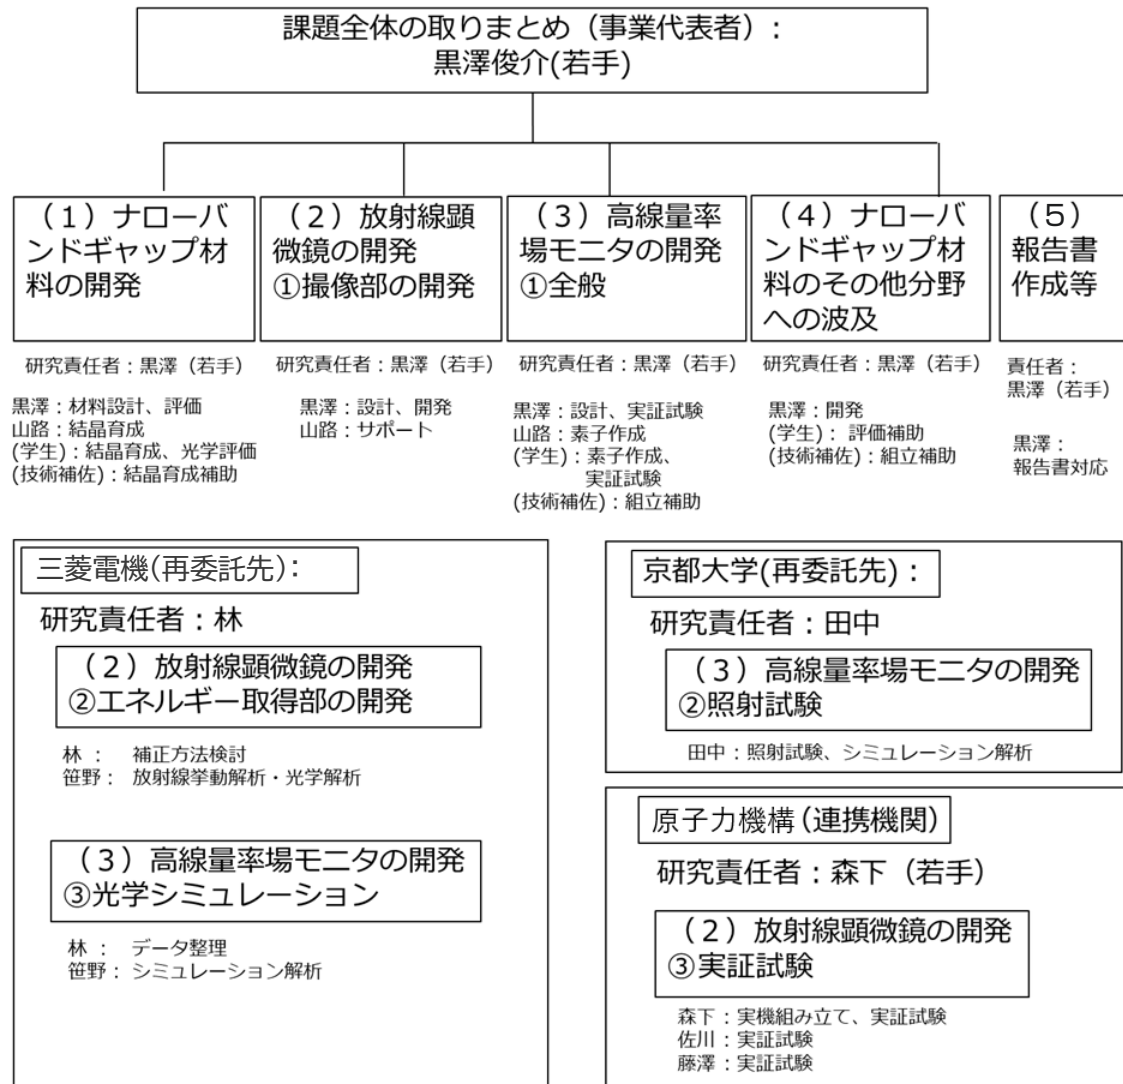 課題全体の取りまとめ（事業代表者）：
黒澤俊介(若手)
（１）ナローバ
ンドギャップ材
料の開発
研究責任者：黒澤（若手）
黒澤：材料設計、評価
山路：結晶育成
(学生)：結晶育成、光学評価
(技術補佐)：結晶育成補助
（２）放射線顕
微鏡の開発
①撮像部の開発
研究責任者：黒澤（若手）
黒澤：設計、開発
山路：サポート
（３）高線量率
場モニタの開発
①全般
研究責任者：黒澤（若手）
黒澤：設計、実証試験
山路：素子作成
(学生)：素子作成、
実証試験
(技術補佐)：組立補助
（４）ナローバ
ンドギャップ材
料のその他分野
への波及
研究責任者：黒澤（若手）
黒澤：開発
(学生)： 評価補助
(技術補佐)：組立補助
（５）
報告書
作成等
責任者：
黒澤（若手）
黒澤：
報告書対応
三菱電機(再委託先)：
研究責任者：林
（２）放射線顕微鏡の開発
②エネルギー取得部の開発
林 ： 補正方法検討
笹野： 放射線挙動解析・光学解析
（３）高線量率場モニタの開発
③光学シミュレーション
林 ： データ整理
笹野： シミュレーション解析
京都大学(再委託先)：
研究責任者：田中
（３）高線量率場モニタの開発
②照射試験
田中：照射試験、シミュレーション解析
原子力機構(連携機関)
研究責任者：森下（若手）
（２）放射線顕微鏡の開発
③実証試験
森下：実機組み立て、実証試験
佐川：実証試験
藤澤：実証試験